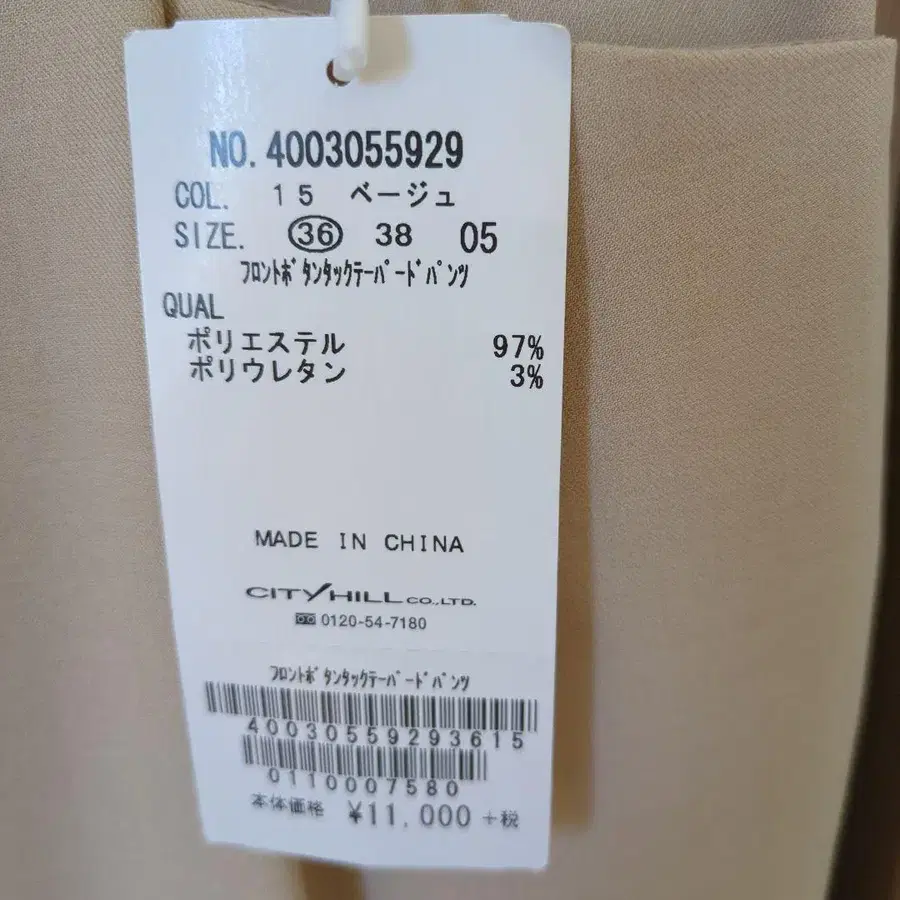 NO. 4003055929
COL. 15 ベージュ
SIZE. 36 38 05
ﾌﾛﾝﾄﾎﾞﾀﾝﾀｯｸﾃｰﾊﾟｰﾄﾞﾊﾟﾝﾂ
QUAL
ポリエステル 97%
ポリウレタン 3%
MADE IN CHINA
CITY HILL CO.,LTD.
0120-54-7180
ﾌﾛﾝﾄﾎﾞﾀﾝﾀｯｸﾃｰﾊﾟｰﾄﾞﾊﾟﾝﾂ
40030559293615
0110007580
本体価格 ¥11,000 +税